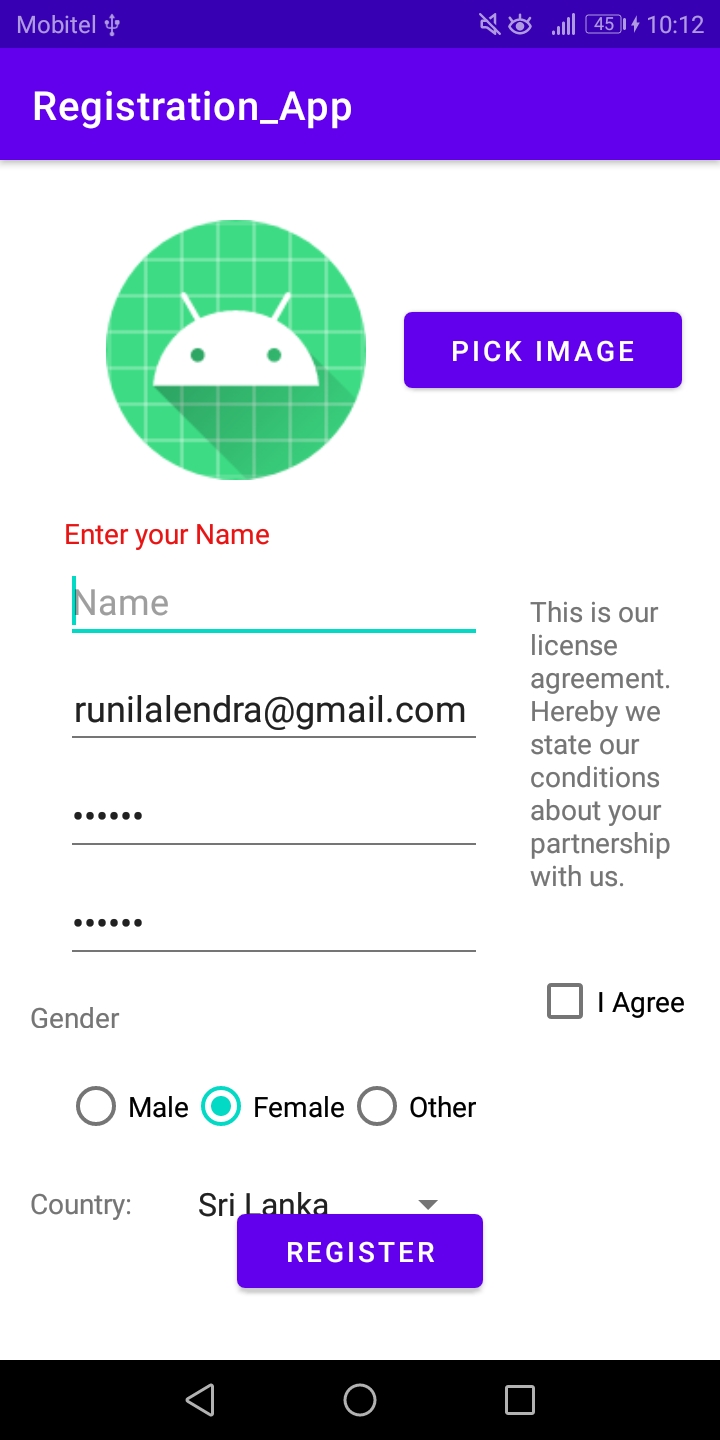 Mobitel
45 10:12
Registration_App
PICK IMAGE
Enter your Name
Name
runilalendra@gmail.com
••••••
••••••
This is our
license
agreement.
Hereby we
state our
conditions
about your
partnership
with us.
I Agree
Gender
Male Female Other
Country: Sri Lanka
REGISTER